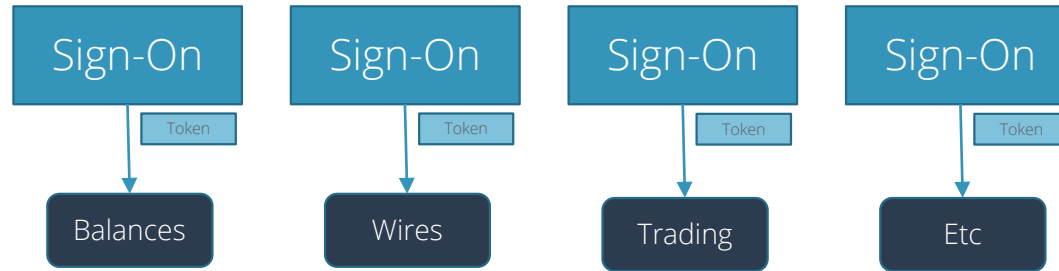 Sign-On
Sign-On
Sign-On
Sign-On
Token
Token
Token
Token
Balances
Wires
Trading
Etc